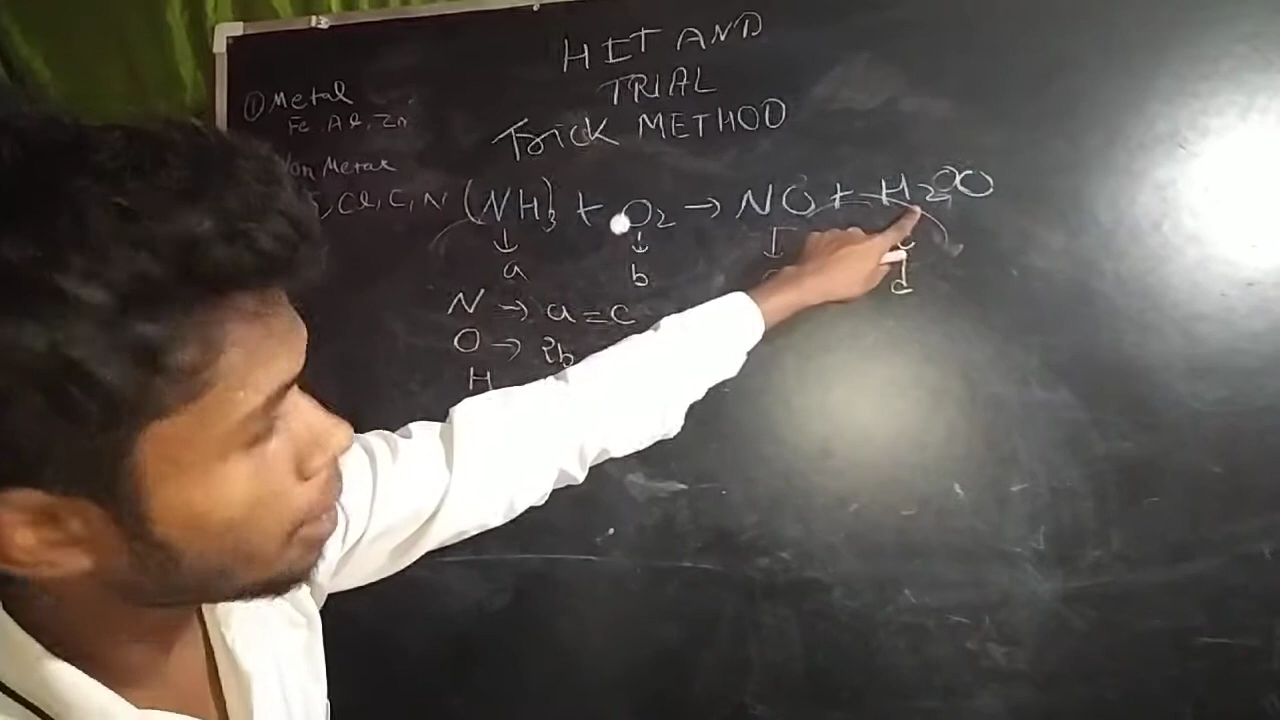 HIT AND
TRIAL
Trick METHOD
① Metal
Fe, Al, Zn
Non Metal
Cl, C, N
(NH3 + O2 → NO + H2O
↓ ↓
a b d
N → a = c
O → 2b
H